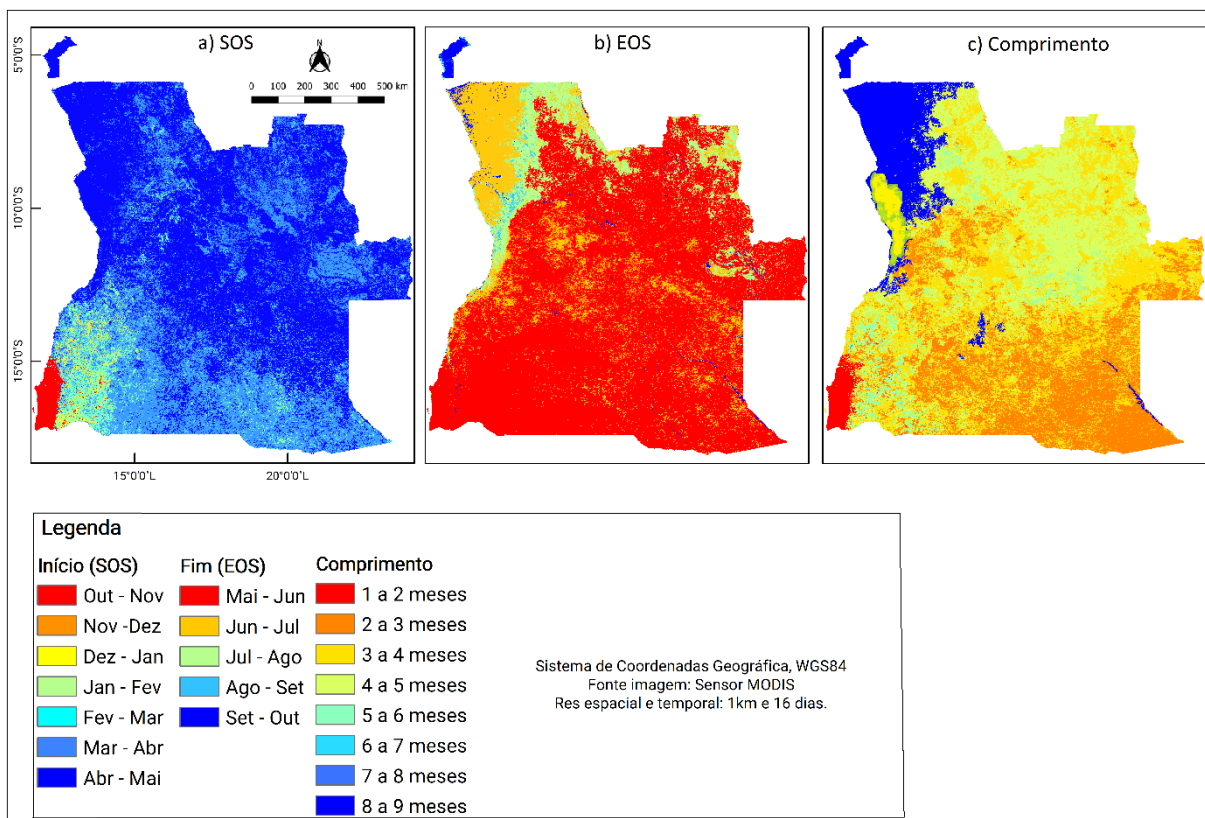 a) SOS
b) EOS
c) Comprimento
N
0 100 200 300 400 500 km
5°0'0"S
10°0'0"S
15°0'0"S
15°0'0"L
20°0'0"L
Legenda
Início (SOS)
Out - Nov
Nov -Dez
Dez - Jan
Jan - Fev
Fev - Mar
Mar - Abr
Abr - Mai
Fim (EOS)
Mai - Jun
Jun - Jul
Jul - Ago
Ago - Set
Set - Out
Comprimento
1 a 2 meses
2 a 3 meses
3 a 4 meses
4 a 5 meses
5 a 6 meses
6 a 7 meses
7 a 8 meses
8 a 9 meses
Sistema de Coordenadas Geográfica, WGS84
Fonte imagem: Sensor MODIS
Res espacial e temporal: 1km e 16 dias.